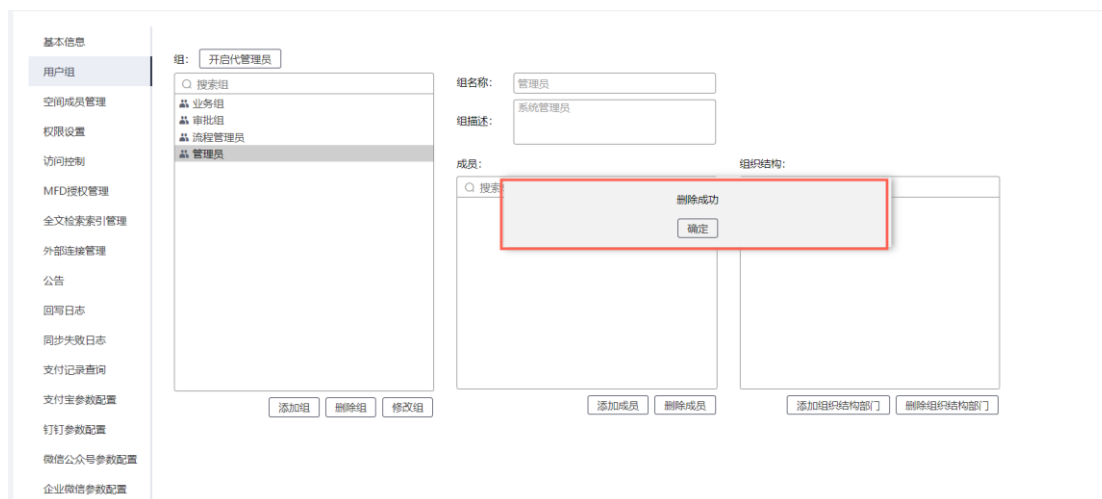 基本信息
用户组
空间成员管理
权限设置
访问控制
MFD授权管理
全文检索索引管理
外部连接管理
公告
回写日志
同步失败日志
支付记录查询
支付宝参数配置
钉钉参数配置
微信公众号参数配置
企业微信参数配置
组： 开启代管理员
搜索组
业务组
审批组
流程管理员
管理员
添加组 删除组 修改组
组名称： 管理员
组描述： 系统管理员
成员： 组织结构：
搜索
删除成功
确定
添加成员 删除成员 添加组织结构部门 删除组织结构部门